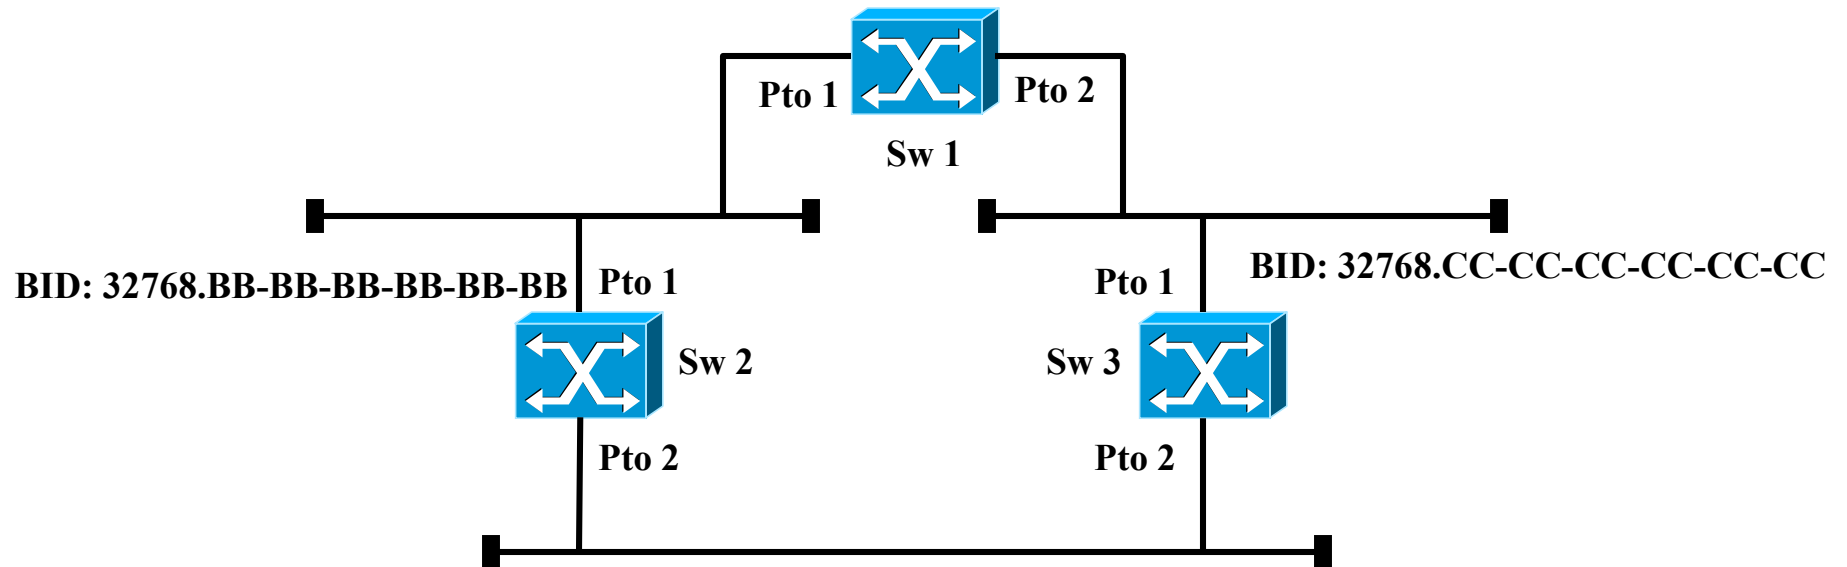 Pto 1
Pto 2
Sw 1
BID: 32768.BB-BB-BB-BB-BB-BB
Pto 1
Pto 1
BID: 32768.CC-CC-CC-CC-CC-CC
Sw 2
Sw 3
Pto 2
Pto 2